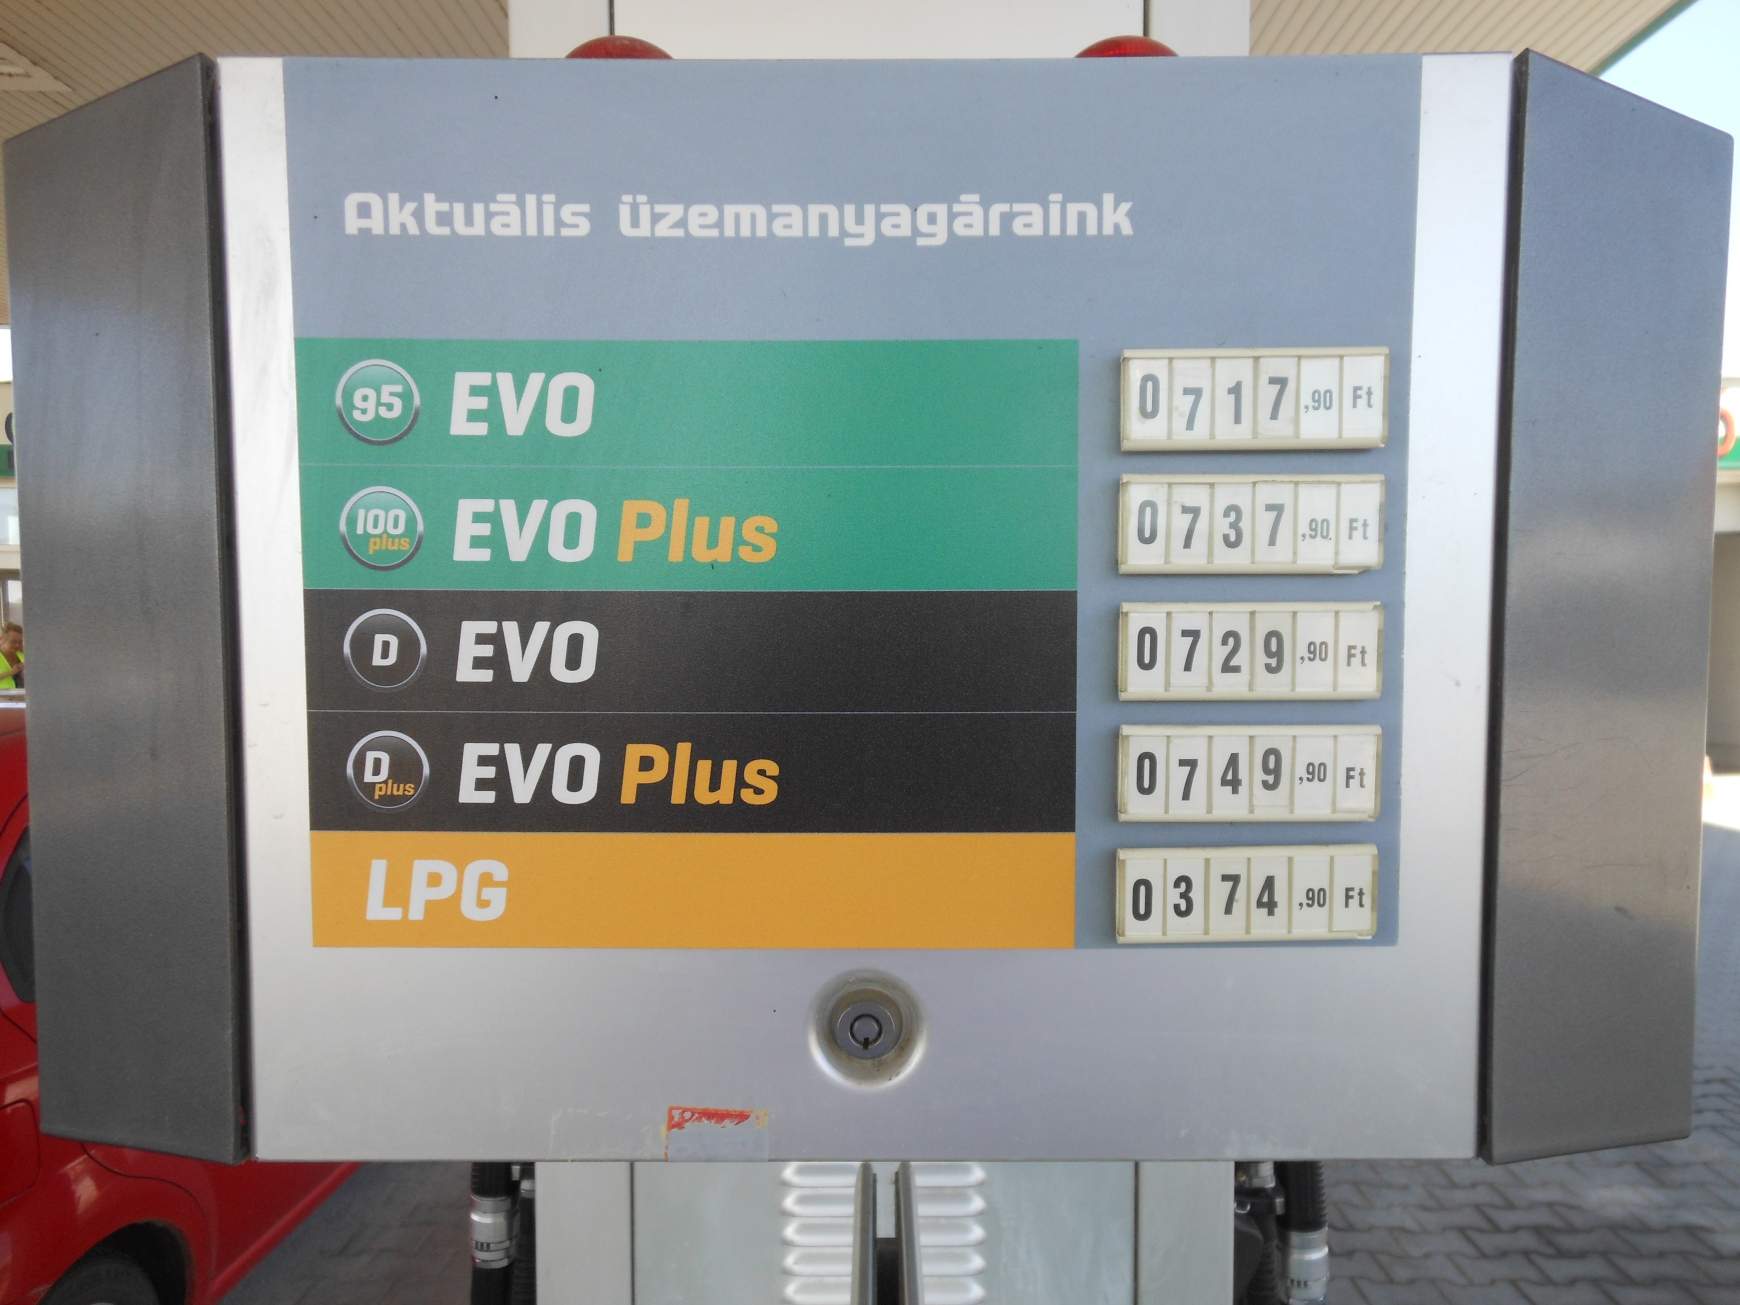 Aktuális üzemanyagáraink
95 EVO 0717,90 Ft
100 plus EVO Plus 0737,90 Ft
D EVO 0729,90 Ft
D plus EVO Plus 0749,90 Ft
LPG 0374,90 Ft